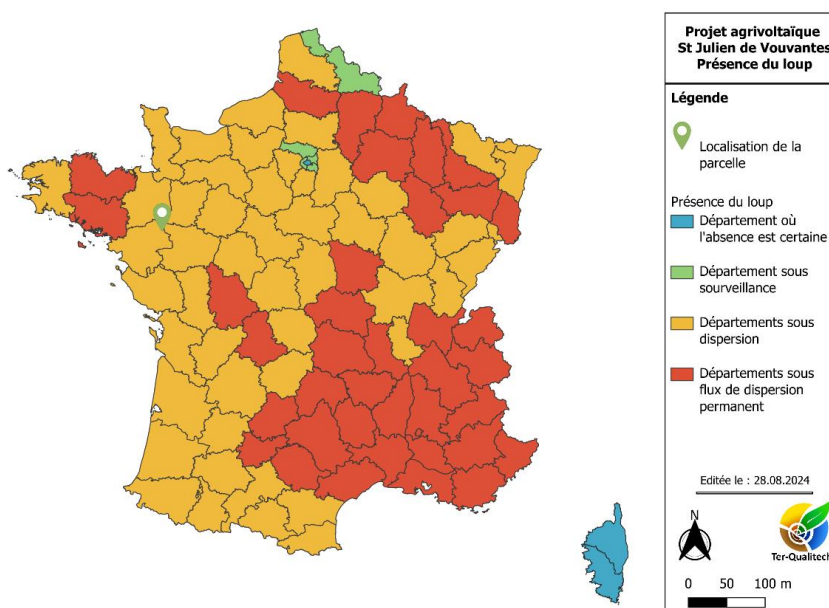 Projet agrivoltaïque
St Julien de Vouvantes
Présence du loup
Légende
Localisation de la
parcelle
Présence du loup
Département où
l'absence est certaine
Département sous
sourveillance
Départements sous
dispersion
Départements sous
flux de dispersion
permanent
Editée le : 28.08.2024
N
Ter-Qualitech
0 50 100 m